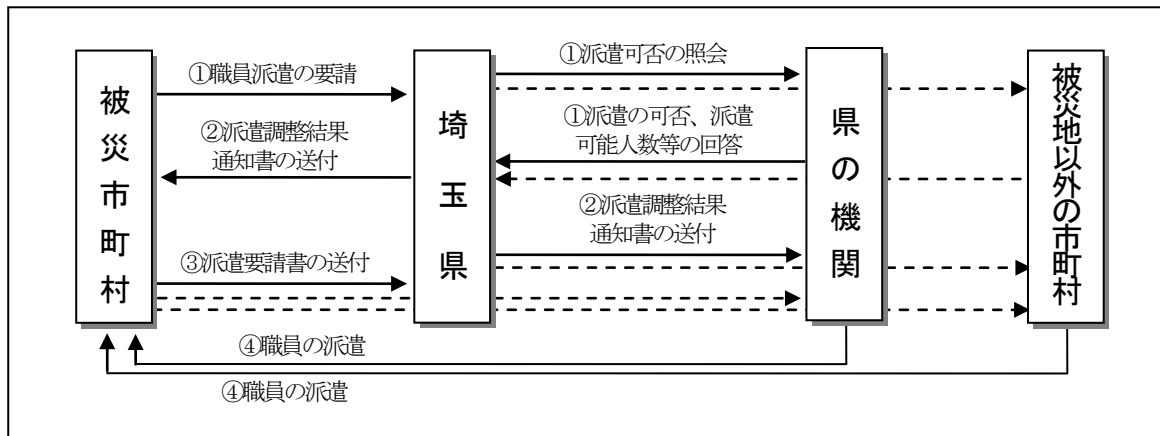 被災市町村
①職員派遣の要請
②派遣調整結果
通知書の送付
③派遣要請書の送付
埼玉県
①派遣可否の照会
①派遣の可否、派遣
可能人数等の回答
②派遣調整結果
通知書の送付
県の機関
被災地以外の市町村
④職員の派遣
④職員の派遣